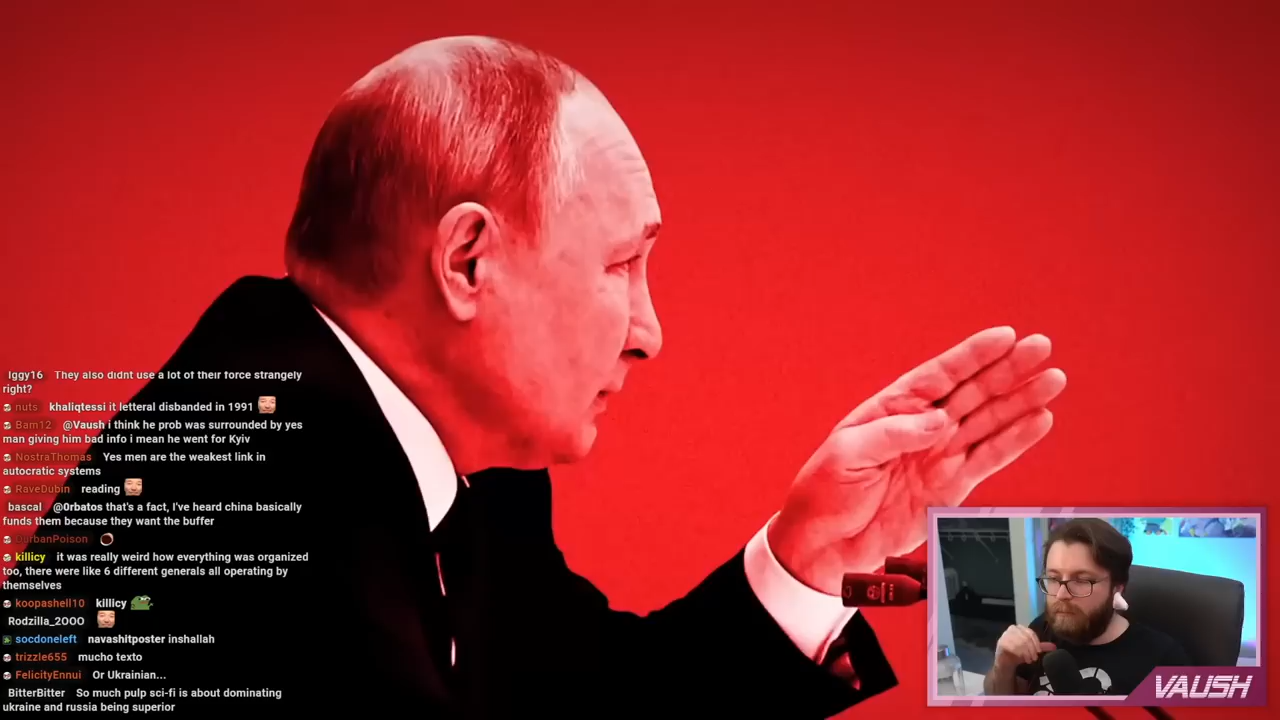 Iggy16 They also didnt use a lot of their force strangely
right?
nuts khaliqtessi it letteral disbanded in 1991
Bam12 @Vaush i think he prob was surrounded by yes
man giving him bad info i mean he went for Kyiv
NostraThomas Yes men are the weakest link in
autocratic systems
RaveDubin reading
bascal @0rbatos that's a fact, I've heard china basically
funds them because they want the buffer
DurbanPoison
killicy it was really weird how everything was organized
too, there were like 6 different generals all operating by
themselves
koopashell10 killicy
Rodzilla_2OOO
socdoneleft navashitposter inshallah
trizzle655 mucho texto
FelicityEnnui Or Ukrainian...
BitterBitter So much pulp sci-fi is about dominating
ukraine and russia being superior
VAUSH